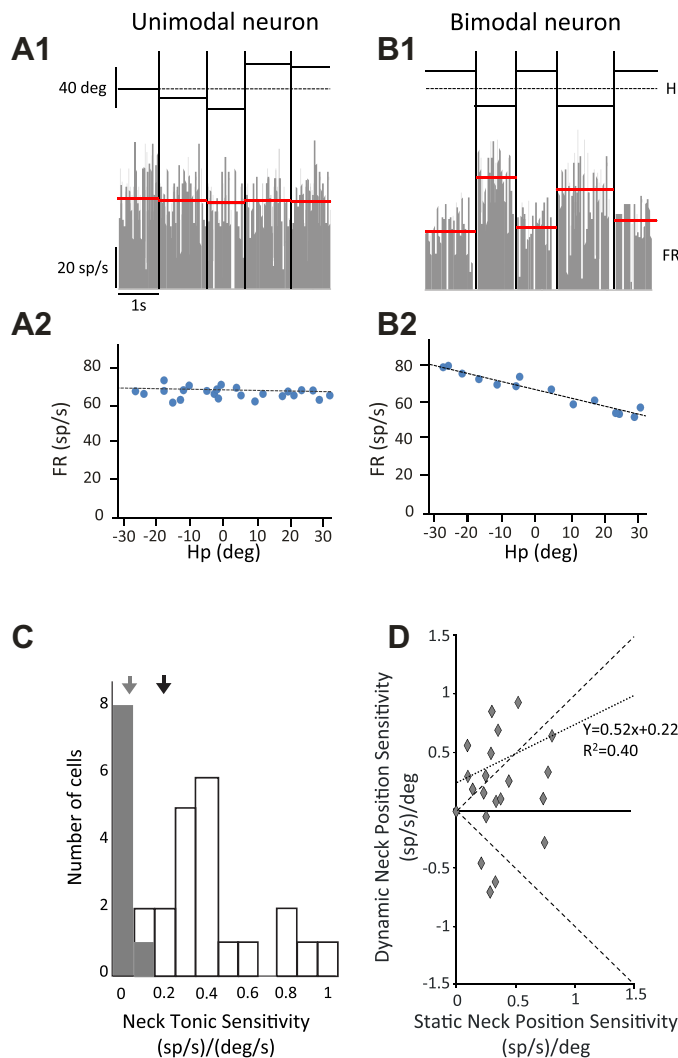 Unimodal neuron
Bimodal neuron
A1
B1
40 deg
H
20 sp/s
FR
1s
A2
B2
80
60
40
20
0
FR (sp/s)
-30 -20 -10 0 10 20 30
Hp (deg)
80
60
40
20
0
FR (sp/s)
-30 -20 -10 0 10 20 30
Hp (deg)
C
8
6
4
2
0
Number of cells
0 0.2 0.4 0.6 0.8 1
Neck Tonic Sensitivity
(sp/s)/(deg/s)
D
1.5
1
0.5
0
-0.5
-1
-1.5
Dynamic Neck Position Sensitivity
(sp/s)/deg
Y=0.52x+0.22
R²=0.40
0 0.5 1 1.5
Static Neck Position Sensitivity
(sp/s)/deg